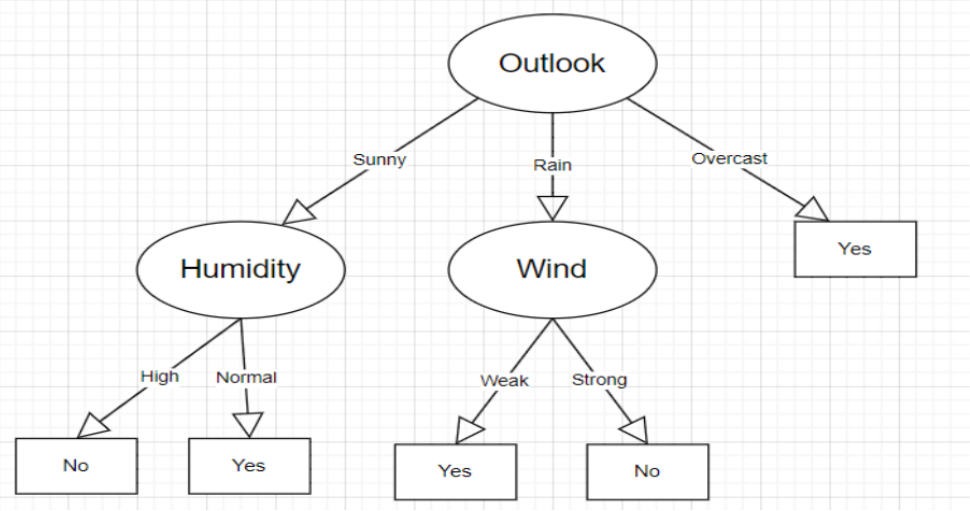 Outlook
Sunny
Rain
Overcast
Humidity
Wind
Yes
High
Normal
Weak
Strong
No
Yes
Yes
No